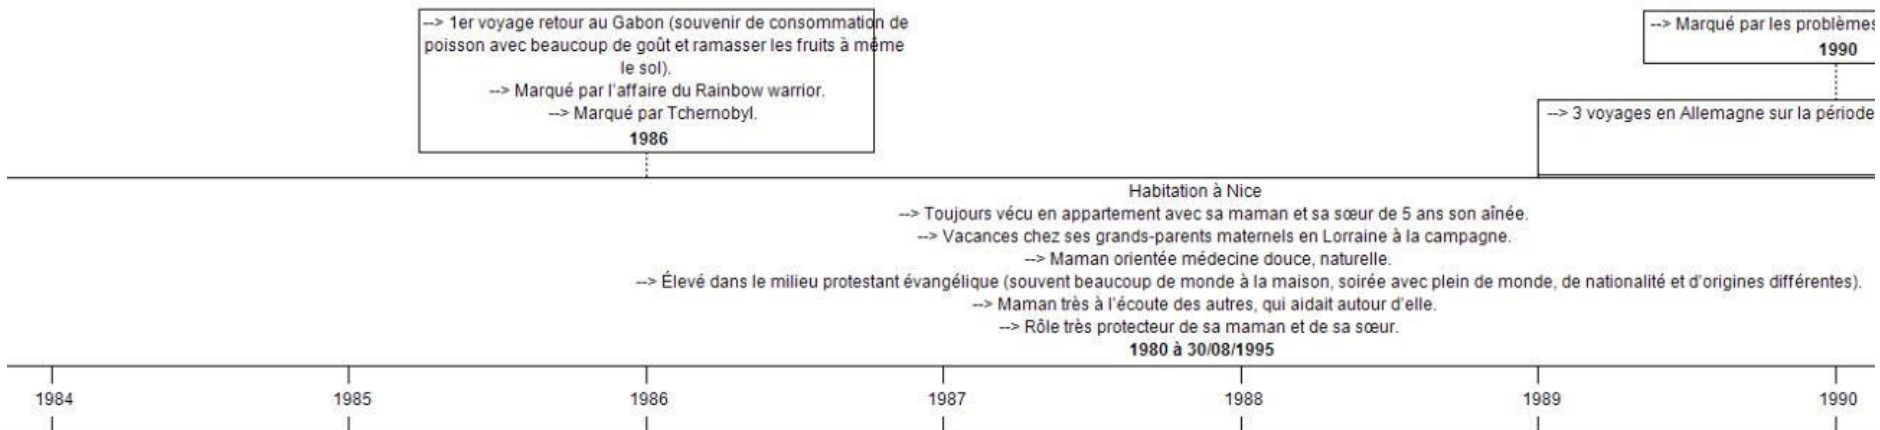 --> 1er voyage retour au Gabon (souvenir de consommation de
poisson avec beaucoup de goût et ramasser les fruits à même
le sol).
--> Marqué par l'affaire du Rainbow warrior.
--> Marqué par Tchernobyl.
1986
--> Marqué par les problèmes
1990
--> 3 voyages en Allemagne sur la période
Habitation à Nice
--> Toujours vécu en appartement avec sa maman et sa sœur de 5 ans son aînée.
--> Vacances chez ses grands-parents maternels en Lorraine à la campagne.
--> Maman orientée médecine douce, naturelle.
--> Élevé dans le milieu protestant évangélique (souvent beaucoup de monde à la maison, soirée avec plein de monde, de nationalité et d'origines différentes).
--> Maman très à l'écoute des autres, qui aidait autour d'elle.
--> Rôle très protecteur de sa maman et de sa sœur.
1980 à 30/08/1995
1984 1985 1986 1987 1988 1989 1990